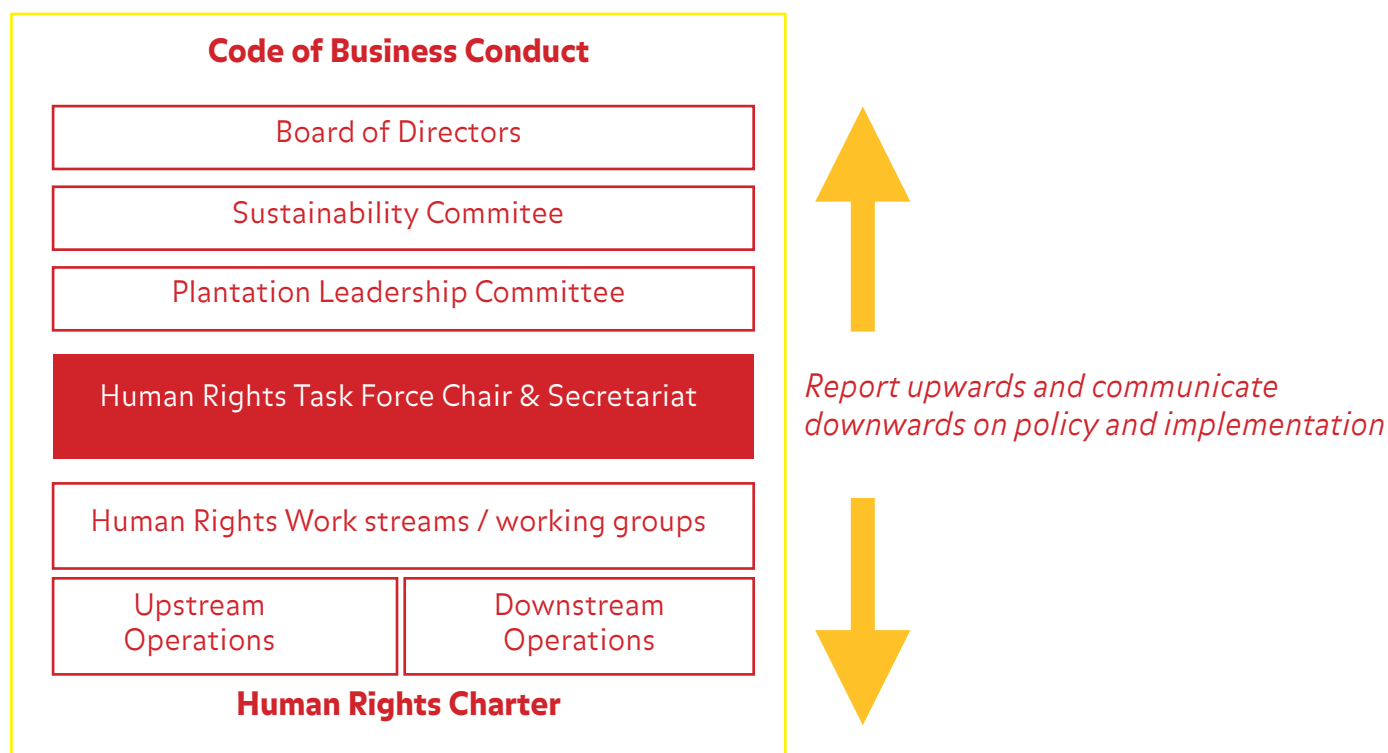 Code of Business Conduct
Board of Directors
Sustainability Commitee
Plantation Leadership Committee
Human Rights Task Force Chair & Secretariat
Report upwards and communicate
downwards on policy and implementation
Human Rights Work streams / working groups
Upstream
Operations
Downstream
Operations
Human Rights Charter